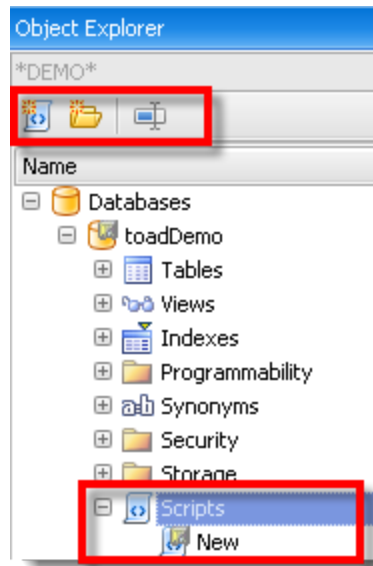 Object Explorer
*DEMO*
Name
Databases
toadDemo
Tables
Views
Indexes
Programmability
Synonyms
Security
Storage
Scripts
New